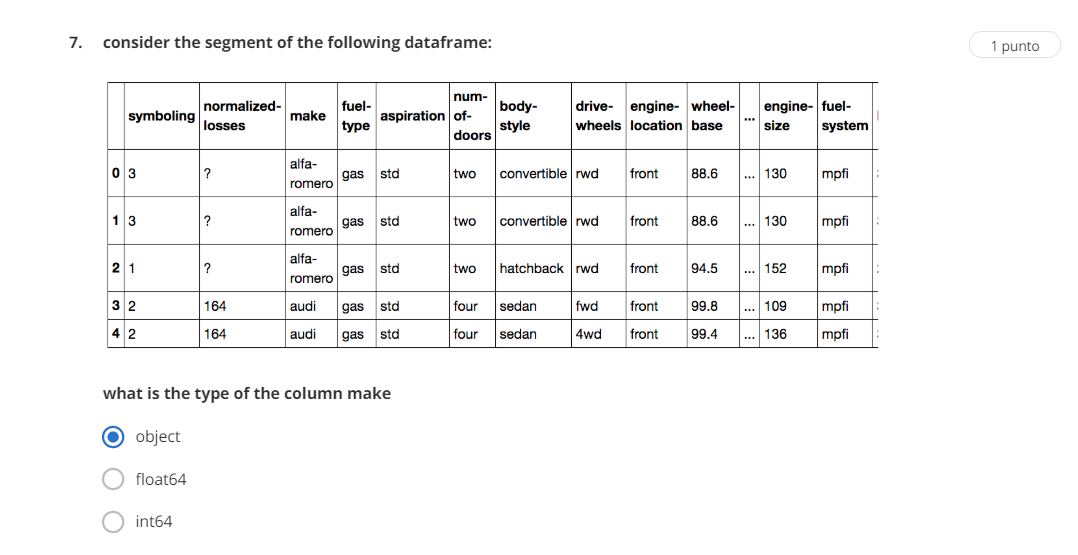 7. consider the segment of the following dataframe:
1 punto
symboling normalized-losses make fuel-type aspiration num-of-doors body-style drive-wheels engine-location wheel-base ... engine-size fuel-system
0 3 ? alfa-romero gas std two convertible rwd front 88.6 ... 130 mpfi
1 3 ? alfa-romero gas std two convertible rwd front 88.6 ... 130 mpfi
2 1 ? alfa-romero gas std two hatchback rwd front 94.5 ... 152 mpfi
3 2 164 audi gas std four sedan fwd front 99.8 ... 109 mpfi
4 2 164 audi gas std four sedan 4wd front 99.4 ... 136 mpfi
what is the type of the column make
object
float64
int64